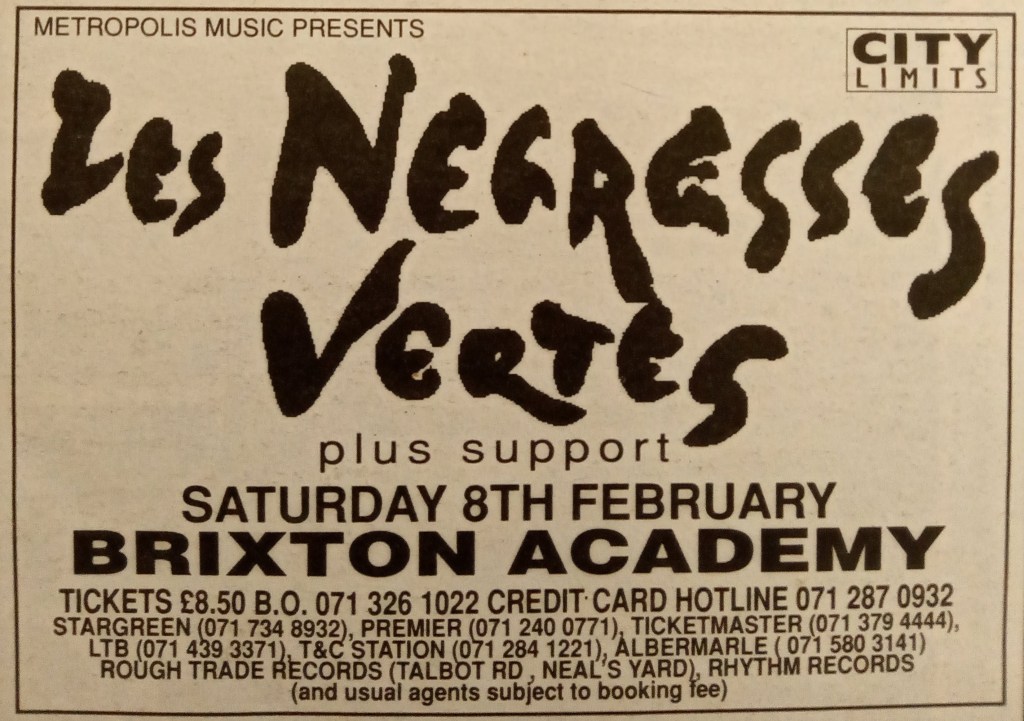 METROPOLIS MUSIC PRESENTS
CITY
LIMITS
LES NEGRESSES
VERTES
plus support
SATURDAY 8TH FEBRUARY
BRIXTON ACADEMY
TICKETS £8.50 B.O. 071 326 1022 CREDIT CARD HOTLINE 071 287 0932
STARGREEN (071 734 8932), PREMIER (071 240 0771), TICKETMASTER (071 379 4444),
LTB (071 439 3371), T&C STATION (071 284 1221), ALBERMARLE ( 071 580 3141)
ROUGH TRADE RECORDS (TALBOT RD , NEAL'S YARD), RHYTHM RECORDS
(and usual agents subject to booking fee)